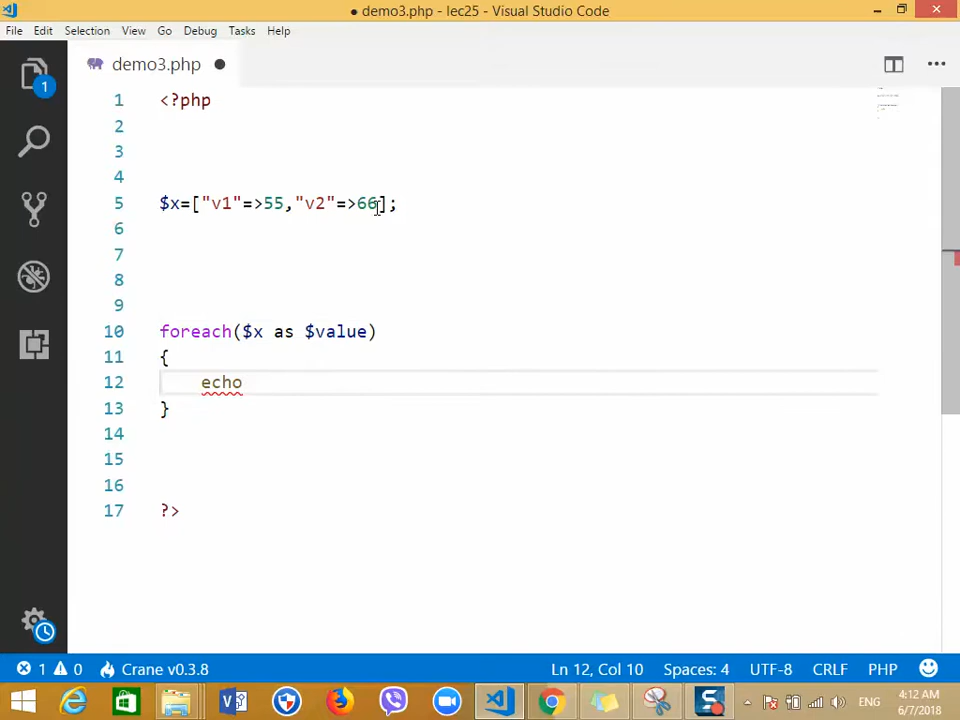 demo3.php - lec25 - Visual Studio Code
File Edit Selection View Go Debug Tasks Help
demo3.php
1
1 <?php
2
3
4
5 $x=["v1"=>55,"v2"=>66];
6
7
8
9
10 foreach($x as $value)
11 {
12 echo
13 }
14
15
16
17 ?>
1 0 Crane v0.3.8 Ln 12, Col 10 Spaces: 4 UTF-8 CRLF PHP
ENG 4:12 AM
6/7/2018